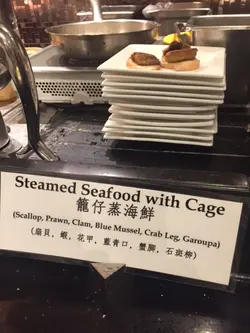 Steamed Seafood with Cage
籠仔蒸海鮮
(Scallop, Prawn, Clam, Blue Mussel, Crab Leg, Garoupa)
(扇貝, 蝦, 花甲, 藍青口, 蟹腳, 石斑柳)